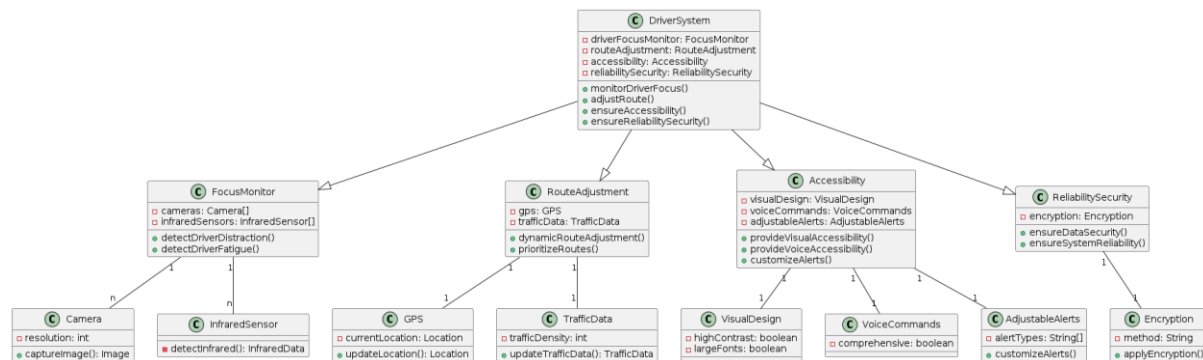 C DriverSystem
driverFocusMonitor: FocusMonitor
routeAdjustment: RouteAdjustment
accessibility: Accessibility
reliabilitySecurity: ReliabilitySecurity
monitorDriverFocus()
adjustRoute()
ensureAccessibility()
ensureReliabilitySecurity()
C FocusMonitor
cameras: Camera[]
infraredSensors: InfraredSensor[]
detectDriverDistraction()
detectDriverFatigue()
C RouteAdjustment
gps: GPS
trafficData: TrafficData
dynamicRouteAdjustment()
prioritizeRoutes()
C Accessibility
visualDesign: VisualDesign
voiceCommands: VoiceCommands
adjustableAlerts: AdjustableAlerts
provideVisualAccessibility()
provideVoiceAccessibility()
customizeAlerts()
C ReliabilitySecurity
encryption: Encryption
ensureDataSecurity()
ensureSystemReliability()
1 1 1 1 1 1 1 1
n n 1 1 1 1 1 1
C Camera
resolution: int
captureImage(): Image
C InfraredSensor
detectInfrared(): InfraredData
C GPS
currentLocation: Location
updateLocation(): Location
C TrafficData
trafficDensity: int
updateTrafficData(): TrafficData
C VisualDesign
highContrast: boolean
largeFonts: boolean
C VoiceCommands
comprehensive: boolean
C AdjustableAlerts
alertTypes: String[]
customizeAlerts()
C Encryption
method: String
applyEncryption()